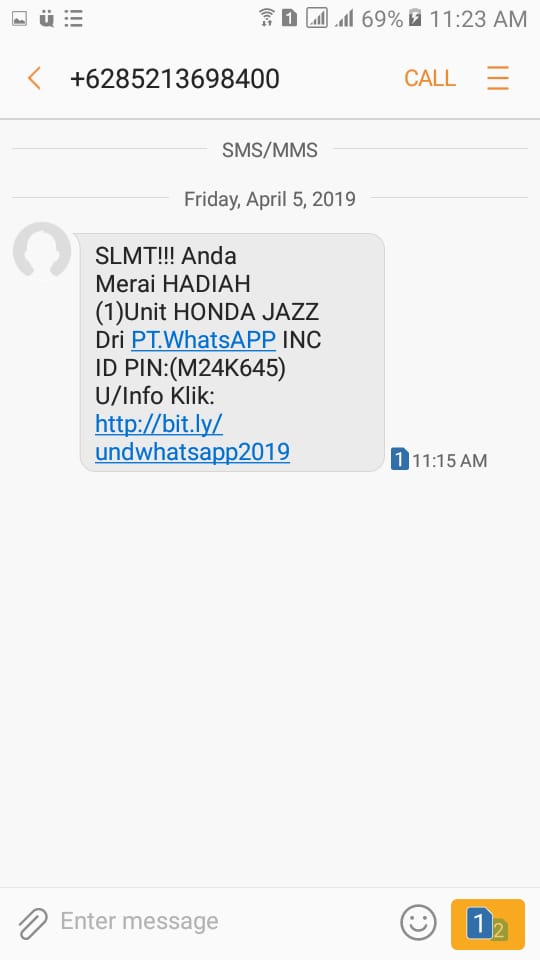 1 69% 11:23 AM
+6285213698400 CALL
SMS/MMS
Friday, April 5, 2019
SLMT!!! Anda
Merai HADIAH
(1)Unit HONDA JAZZ
Dri PT.WhatsAPP INC
ID PIN:(M24K645)
U/Info Klik:
http://bit.ly/
undwhatsapp2019
1 11:15 AM
Enter message 1 2